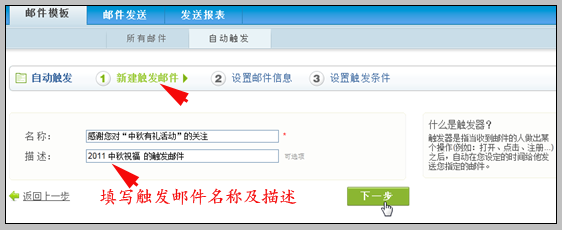 邮件模板 邮件发送 发送报表
所有邮件 自动触发
自动触发 1 新建触发邮件 2 设置邮件信息 3 设置触发条件
名称: 感谢您对“中秋有礼活动”的关注 *
描述: 2011 中秋祝福 的触发邮件 可选项
什么是触发器？
触发器是指当收到邮件的人做出某
个操作(例如：打开、点击、注册...)
之后，自动在您设定的时间给他发
送您指定的邮件。
返回上一步 填写触发邮件名称及描述 下一步